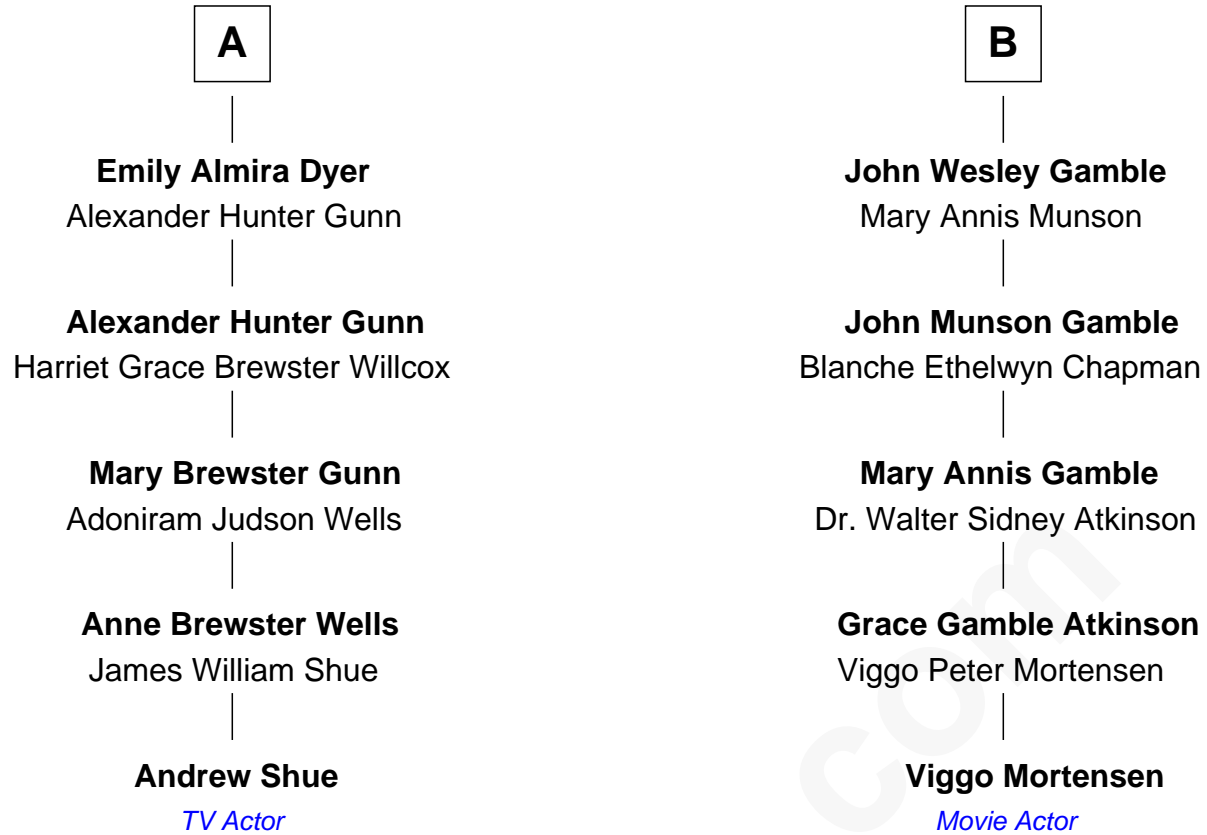 A
Emily Almira Dyer
Alexander Hunter Gunn
Alexander Hunter Gunn
Harriet Grace Brewster Willcox
Mary Brewster Gunn
Adoniram Judson Wells
Anne Brewster Wells
James William Shue
Andrew Shue
TV Actor
B
John Wesley Gamble
Mary Annis Munson
John Munson Gamble
Blanche Ethelwyn Chapman
Mary Annis Gamble
Dr. Walter Sidney Atkinson
Grace Gamble Atkinson
Viggo Peter Mortensen
Viggo Mortensen
Movie Actor
com